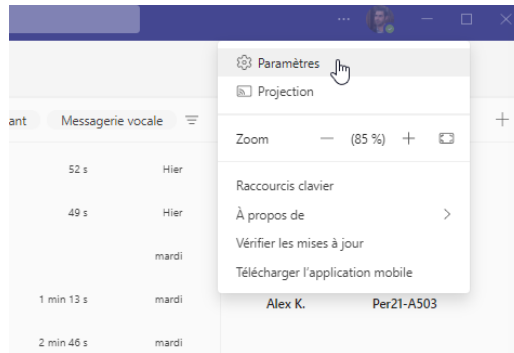 ...
Paramètres
Projection
ant Messagerie vocale
Zoom — (85 %) +
52 s Hier
Raccourcis clavier
49 s Hier
À propos de
Vérifier les mises à jour
mardi
Télécharger l'application mobile
1 min 13 s mardi Alex K. Per21-A503
2 min 46 s mardi